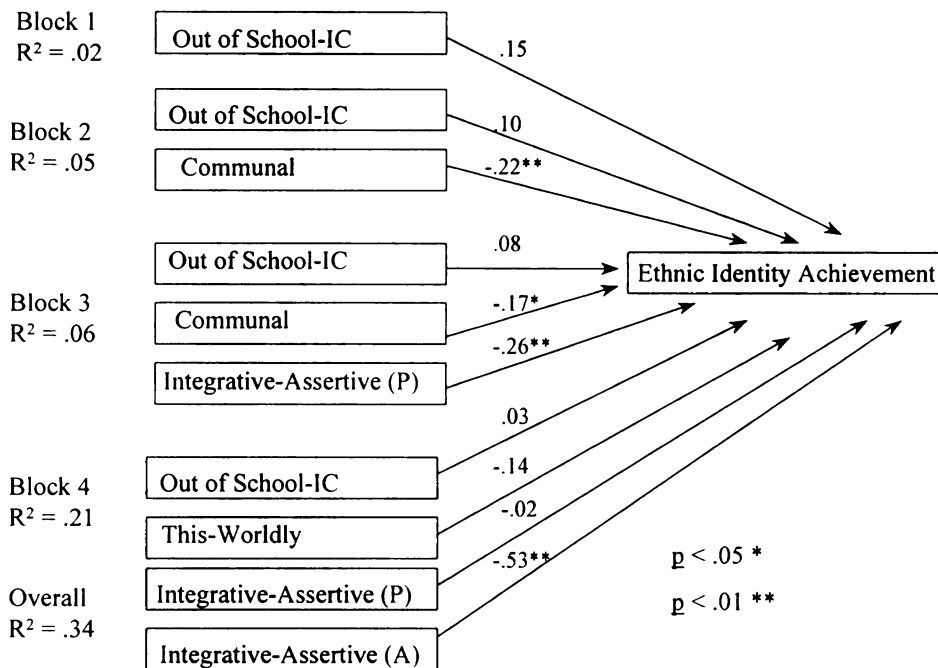 Block 1
R² = .02
Out of School-IC
.15
Block 2
R² = .05
Out of School-IC
.10
Communal
-.22**
Block 3
R² = .06
Out of School-IC
.08
Communal
-.17*
Integrative-Assertive (P)
-.26**
Ethnic Identity Achievement
Block 4
R² = .21
Out of School-IC
.03
This-Worldly
-.14
Integrative-Assertive (P)
-.02
Integrative-Assertive (A)
-.53**
Overall
R² = .34
p < .05 *
p < .01 **